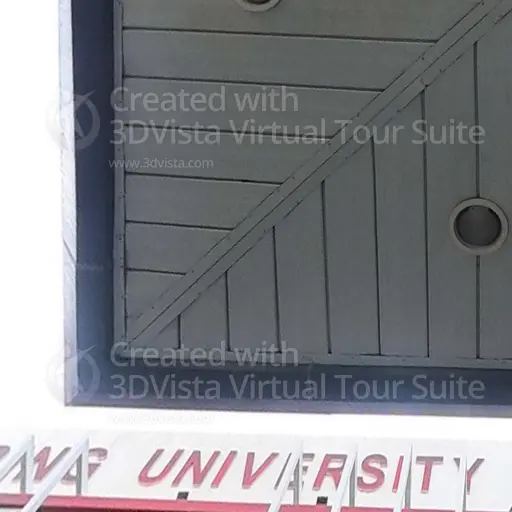 Created with
3DVista Virtual Tour Suite
www.3dvista.com
Created with
3DVista Virtual Tour Suite
UNIVERSITY